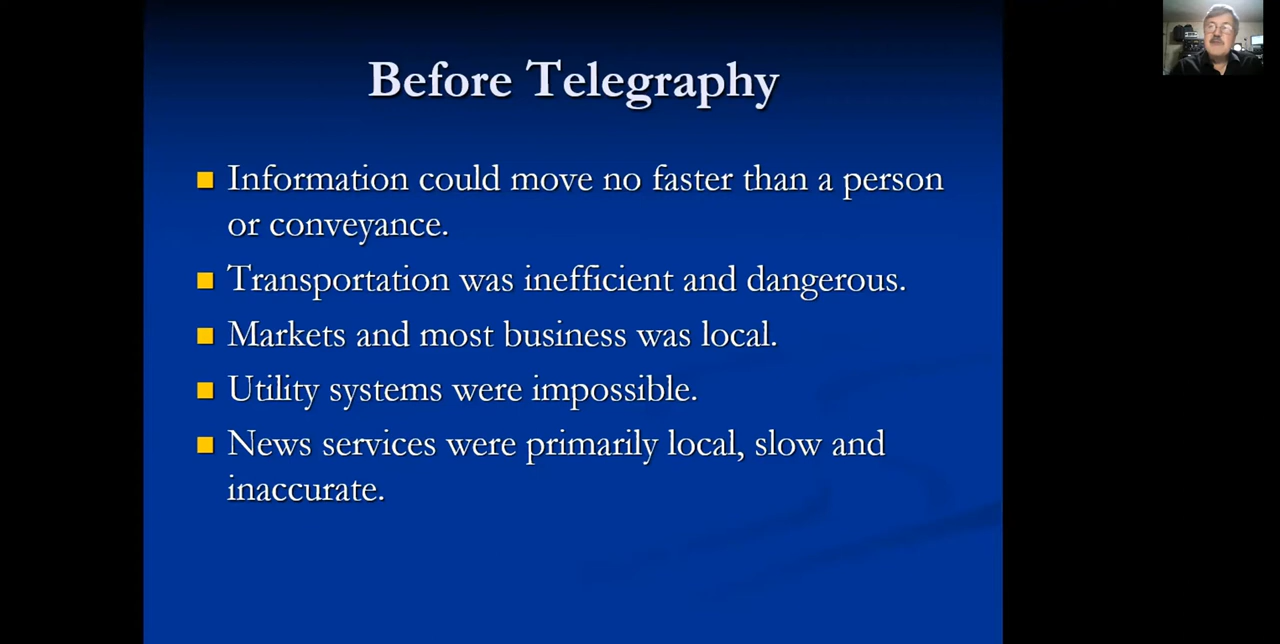 Before Telegraphy
Information could move no faster than a person
or conveyance.
Transportation was inefficient and dangerous.
Markets and most business was local.
Utility systems were impossible.
News services were primarily local, slow and
inaccurate.